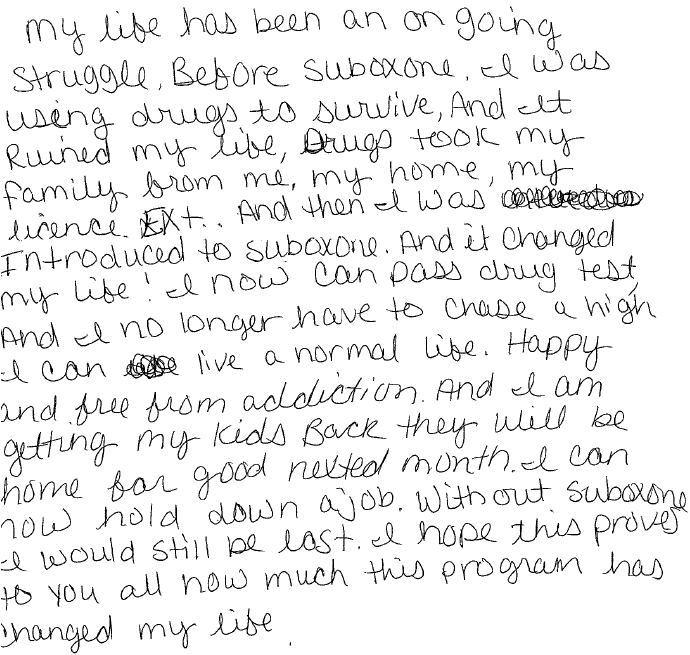 my life has been an on going
struggle, Before suboxone. I was
using drugs to survive, And It
Ruined my life, Drugs took my
family from me, my home, my
licence. EXt.. And then I was
Introduced to suboxone. And it changed
my life! I now can pass drug test,
And I no longer have to chase a high
I can live a normal life. Happy
and free from addiction. And I am
getting my kids Back they will be
home for good nexted month. I can
now hold down a job. Without suboxone
I would still be lost. I hope this proves
to you all how much this program has
changed my life.